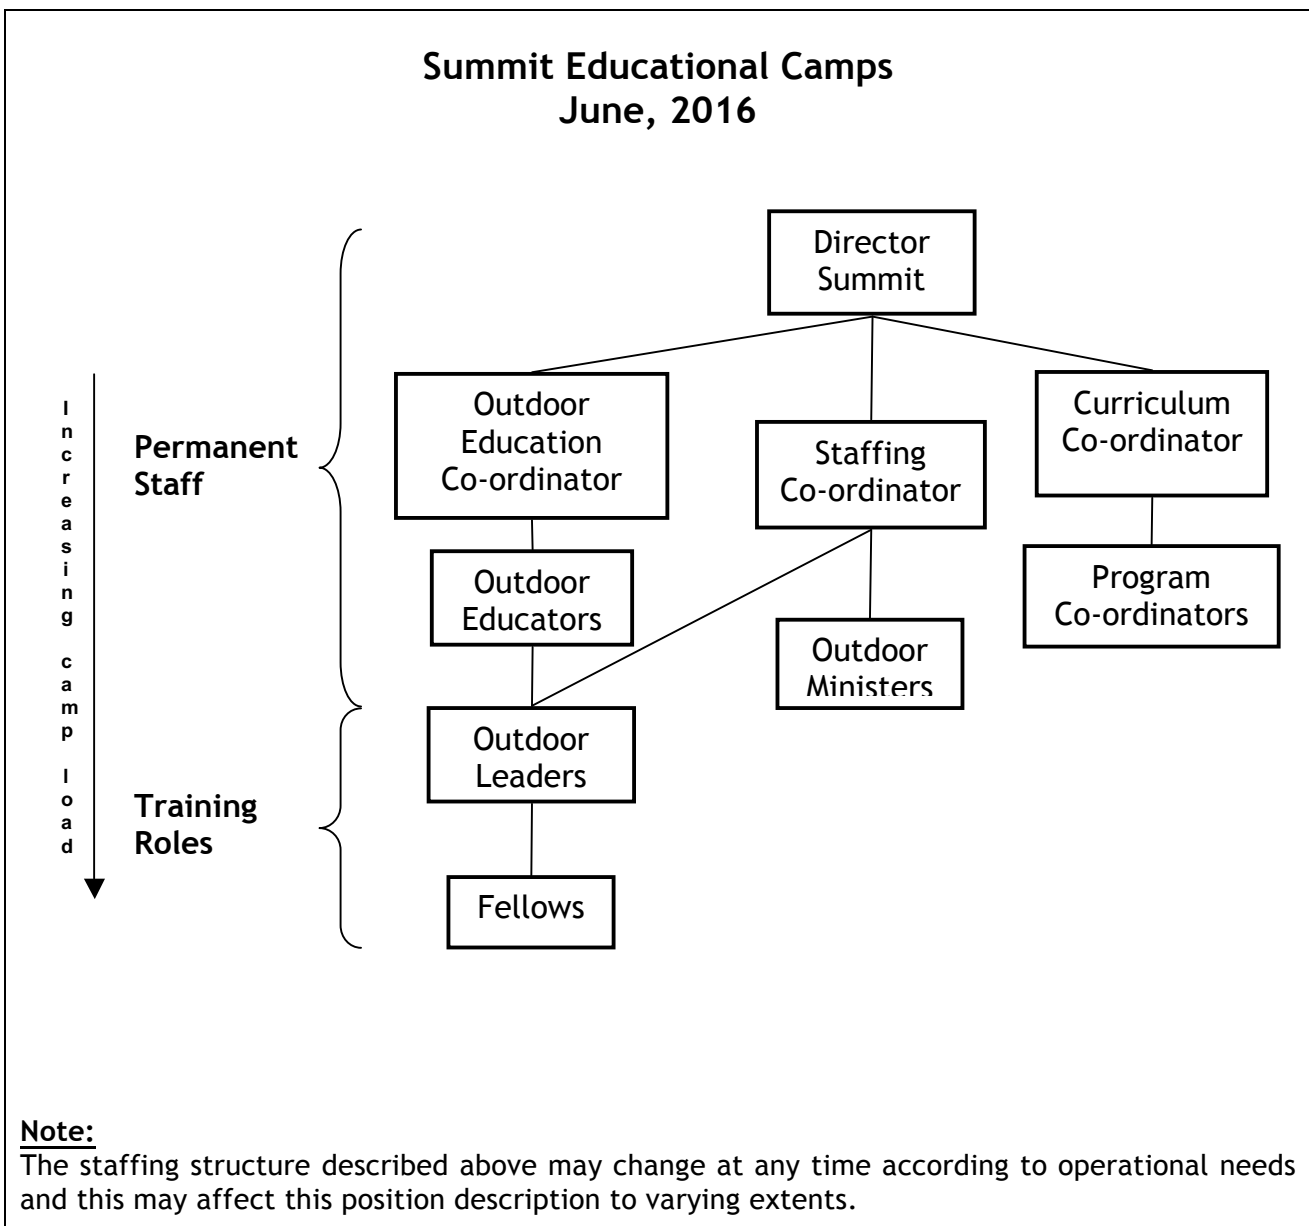 Summit Educational Camps
June, 2016
Director
Summit
Outdoor
Education
Co-ordinator
Staffing
Co-ordinator
Curriculum
Co-ordinator
Increasing camp load
Permanent
Staff
Outdoor
Educators
Program
Co-ordinators
Outdoor
Ministers
Outdoor
Leaders
Training
Roles
Fellows
Note:
The staffing structure described above may change at any time according to operational needs
and this may affect this position description to varying extents.